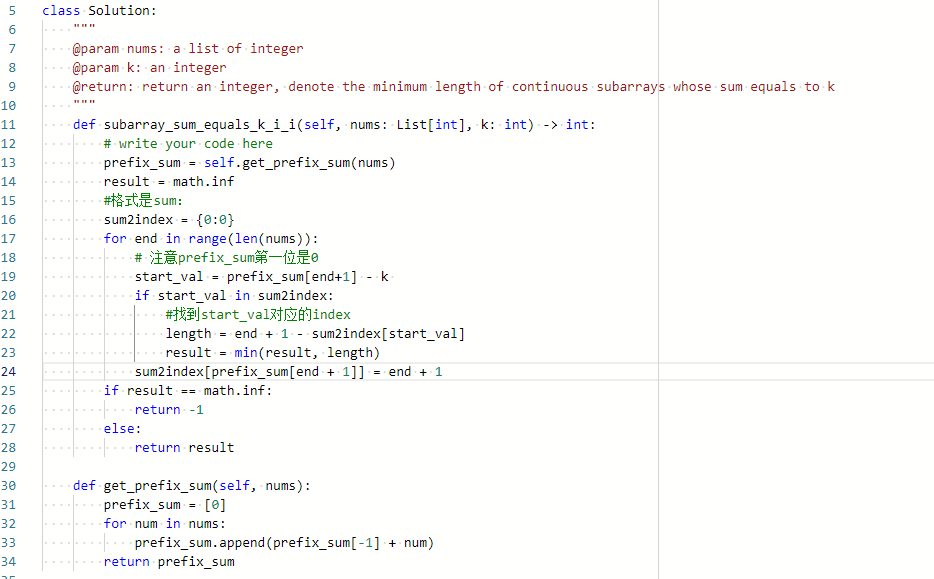 5 class Solution:
6     """
7     @param nums: a list of integer
8     @param k: an integer
9     @return: return an integer, denote the minimum length of continuous subarrays whose sum equals to k
10     """
11     def subarray_sum_equals_k_i_i(self, nums: List[int], k: int) -> int:
12         # write your code here
13         prefix_sum = self.get_prefix_sum(nums)
14         result = math.inf
15         #格式是sum:
16         sum2index = {0:0}
17         for end in range(len(nums)):
18             # 注意prefix_sum第一位是0
19             start_val = prefix_sum[end+1] - k
20             if start_val in sum2index:
21                 #找到start_val对应的index
22                 length = end + 1 - sum2index[start_val]
23                 result = min(result, length)
24             sum2index[prefix_sum[end + 1]] = end + 1
25         if result == math.inf:
26             return -1
27         else:
28             return result
29
30     def get_prefix_sum(self, nums):
31         prefix_sum = [0]
32         for num in nums:
33             prefix_sum.append(prefix_sum[-1] + num)
34         return prefix_sum